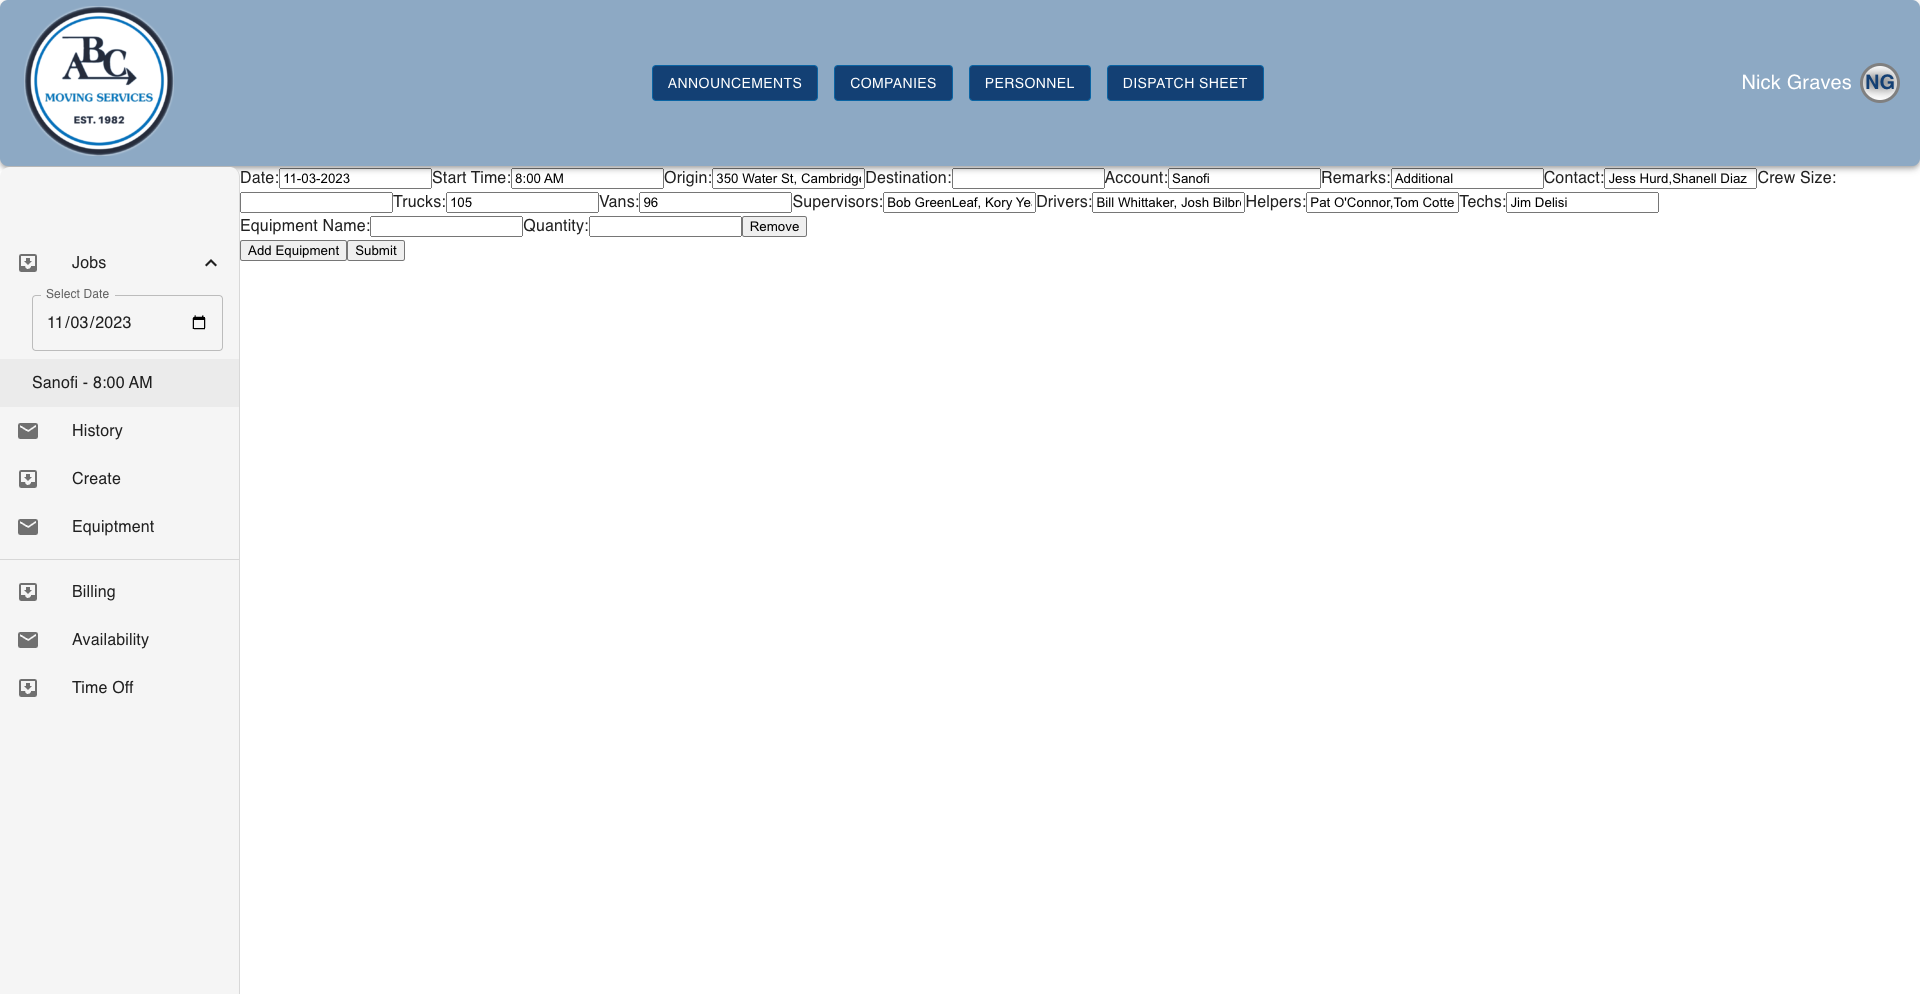 ABC
MOVING SERVICES
EST. 1982
ANNOUNCEMENTS COMPANIES PERSONNEL DISPATCH SHEET
Nick Graves NG
Jobs
Select Date
11/03/2023
Sanofi - 8:00 AM
History
Create
Equiptment
Billing
Availability
Time Off
Date: 11-03-2023 Start Time: 8:00 AM Origin: 350 Water St, Cambridge Destination: Account: Sanofi Remarks: Additional Contact: Jess Hurd,Shanell Diaz Crew Size:
Trucks: 105 Vans: 96 Supervisors: Bob GreenLeaf, Kory Ye Drivers: Bill Whittaker, Josh Bilbr Helpers: Pat O'Connor,Tom Cotte Techs: Jim Delisi
Equipment Name: Quantity: Remove
Add Equipment Submit